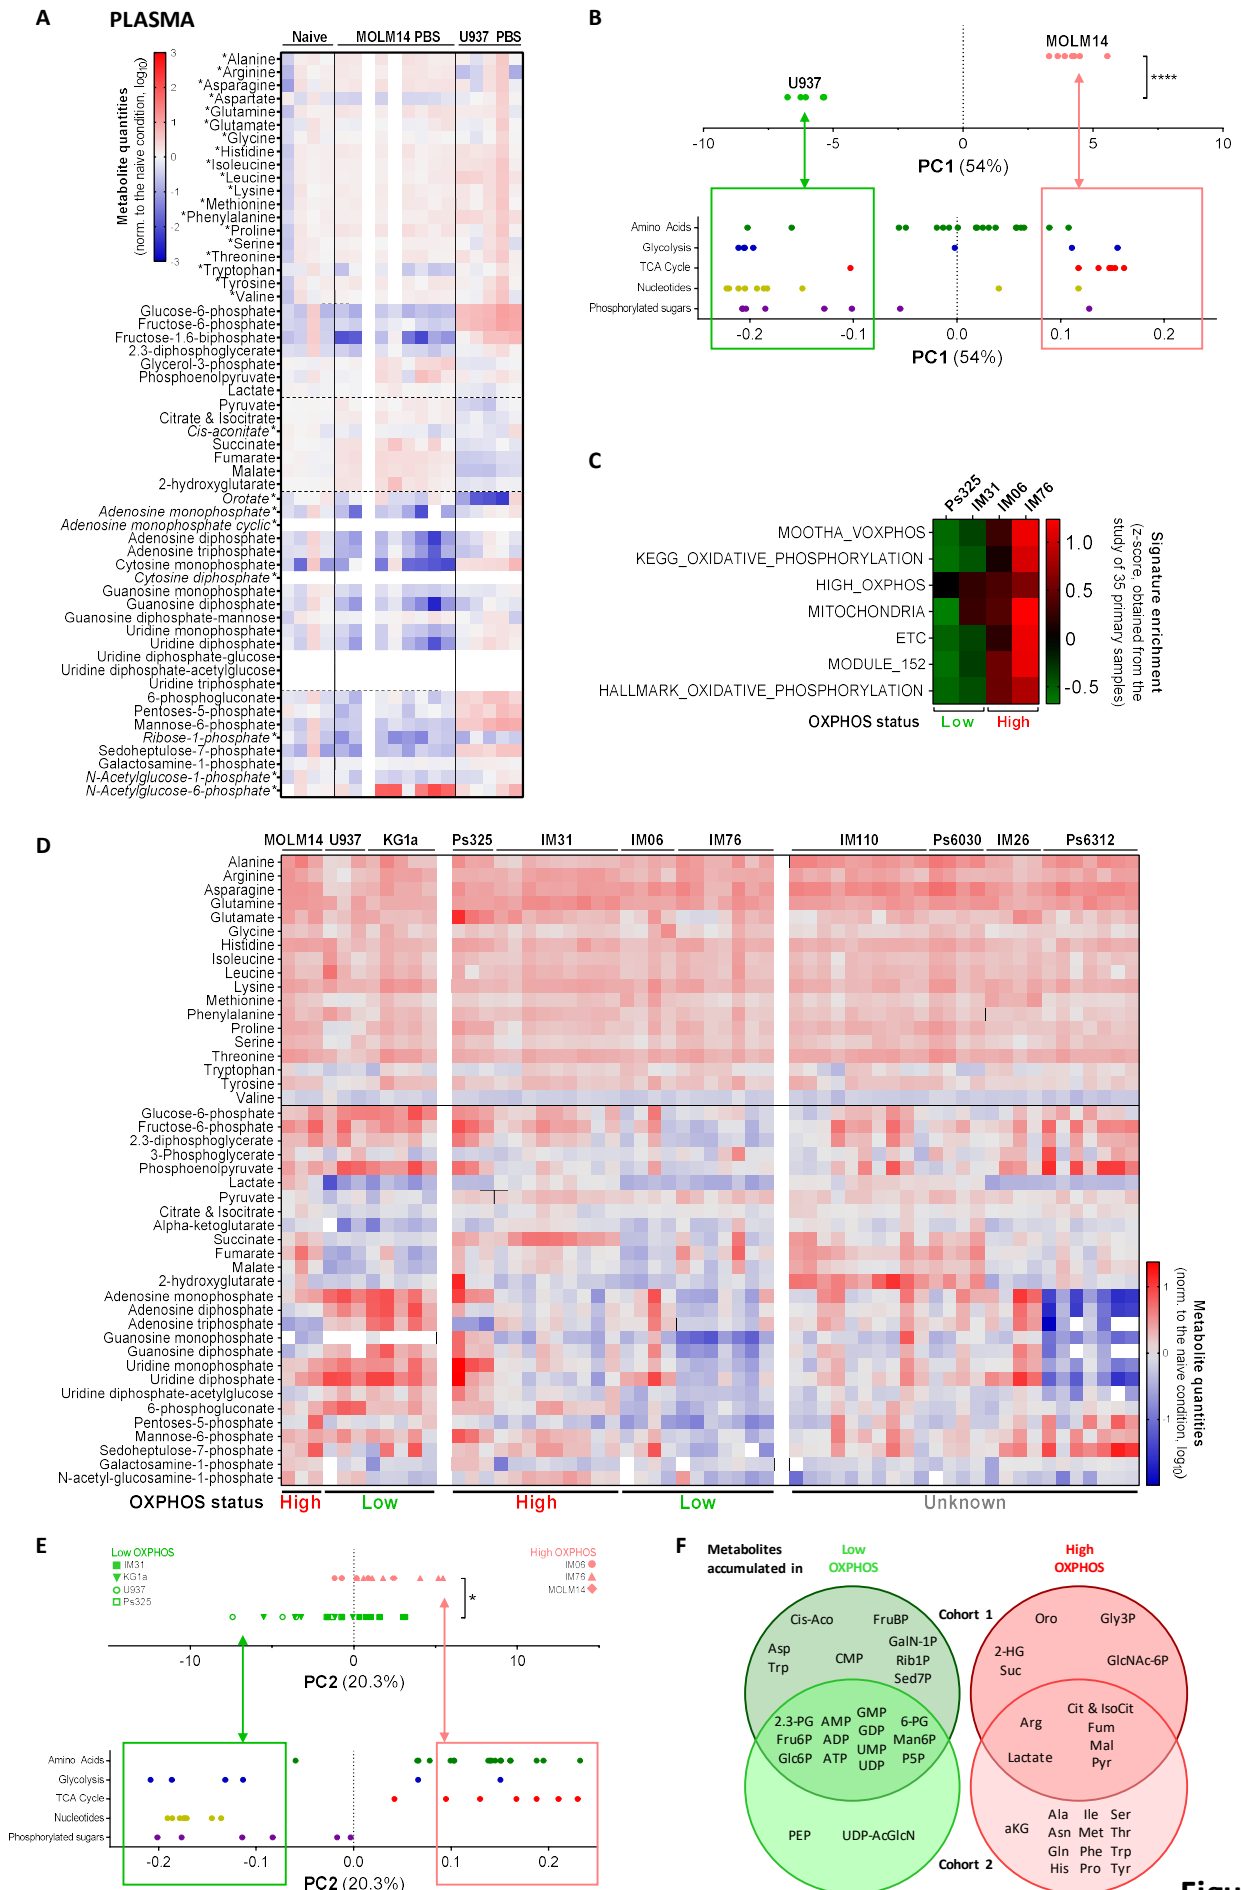 A
PLASMA
Naive
MOLM14 PBS
U937 PBS
Metabolite quantities
(norm. to the naive condition, log10)
3
2
1
0
-1
-2
-3
*Alanine
*Arginine
*Asparagine
*Aspartate
*Glutamine
*Glutamate
*Glycine
*Histidine
*Isoleucine
*Leucine
*Lysine
*Methionine
*Phenylalanine
*Proline
*Serine
*Threonine
*Tryptophan
*Tyrosine
*Valine
Glucose-6-phosphate
Fructose-6-phosphate
Fructose-1.6-biphosphate
2.3-diphosphoglycerate
Glycerol-3-phosphate
Phosphoenolpyruvate
Lactate
Pyruvate
Citrate & Isocitrate
Cis-aconitate*
Succinate
Fumarate
Malate
2-hydroxyglutarate
Orotate*
Adenosine monophosphate*
Adenosine monophosphate cyclic*
Adenosine diphosphate
Adenosine triphosphate
Cytosine monophosphate
Cytosine diphosphate*
Guanosine monophosphate
Guanosine diphosphate
Guanosine diphosphate-mannose
Uridine monophosphate
Uridine diphosphate
Uridine diphosphate-glucose
Uridine diphosphate-acetylglucose
Uridine triphosphate
6-phosphogluconate
Pentoses-5-phosphate
Mannose-6-phosphate
Ribose-1-phosphate*
Sedoheptulose-7-phosphate
Galactosamine-1-phosphate
N-Acetylglucose-1-phosphate*
N-Acetylglucose-6-phosphate*
B
MOLM14
U937
****
-10
-5
0
5
10
PC1 (54%)
Amino Acids
Glycolysis
TCA Cycle
Nucleotides
Phosphorylated sugars
-0.2
-0.1
0.0
0.1
0.2
PC1 (54%)
C
Ps325
IM31
IM06
IM76
MOOTHA_VOXPHOS
KEGG_OXIDATIVE_PHOSPHORYLATION
HIGH_OXPHOS
MITOCHONDRIA
ETC
MODULE_152
HALLMARK_OXIDATIVE_PHOSPHORYLATION
OXPHOS status
Low
High
1.0
0.5
0
-0.5
Signature enrichment
(z-score, obtained from the
study of 35 primary samples)
D
MOLM14
U937
KG1a
Ps325
IM31
IM06
IM76
IM110
Ps6030
IM26
Ps6312
Alanine
Arginine
Asparagine
Glutamine
Glutamate
Glycine
Histidine
Isoleucine
Leucine
Lysine
Methionine
Phenylalanine
Proline
Serine
Threonine
Tryptophan
Tyrosine
Valine
Glucose-6-phosphate
Fructose-6-phosphate
2.3-diphosphoglycerate
3-Phosphoglycerate
Phosphoenolpyruvate
Lactate
Pyruvate
Citrate & Isocitrate
Alpha-ketoglutarate
Succinate
Fumarate
Malate
2-hydroxyglutarate
Adenosine monophosphate
Adenosine diphosphate
Adenosine triphosphate
Guanosine monophosphate
Guanosine diphosphate
Uridine monophosphate
Uridine diphosphate
Uridine diphosphate-acetylglucose
6-phosphogluconate
Pentoses-5-phosphate
Mannose-6-phosphate
Sedoheptulose-7-phosphate
Galactosamine-1-phosphate
N-acetyl-glucosamine-1-phosphate
OXPHOS status
High
Low
High
Low
Unknown
1
0
-1
Metabolite quantities
(norm. to the naive condition, log10)
E
Low OXPHOS
IM31
KG1a
U937
Ps325
High OXPHOS
IM06
IM76
MOLM14
*
-10
0
10
PC2 (20.3%)
Amino Acids
Glycolysis
TCA Cycle
Nucleotides
Phosphorylated sugars
-0.2
-0.1
0.0
0.1
0.2
PC2 (20.3%)
F
Metabolites
accumulated in
Low
OXPHOS
High
OXPHOS
Cohort 1
Cis-Aco
FruBP
Asp
Trp
CMP
GalN-1P
Rib1P
Sed7P
2.3-PG
Fru6P
Glc6P
AMP
ADP
ATP
GMP
GDP
UMP
UDP
6-PG
Man6P
P5P
PEP
UDP-AcGlcN
Oro
Gly3P
2-HG
Suc
GlcNAc-6P
Arg
Lactate
Cit & IsoCit
Fum
Mal
Pyr
aKG
Ala Ile Ser
Asn Met Thr
Gln Phe Trp
His Pro Tyr
Cohort 2